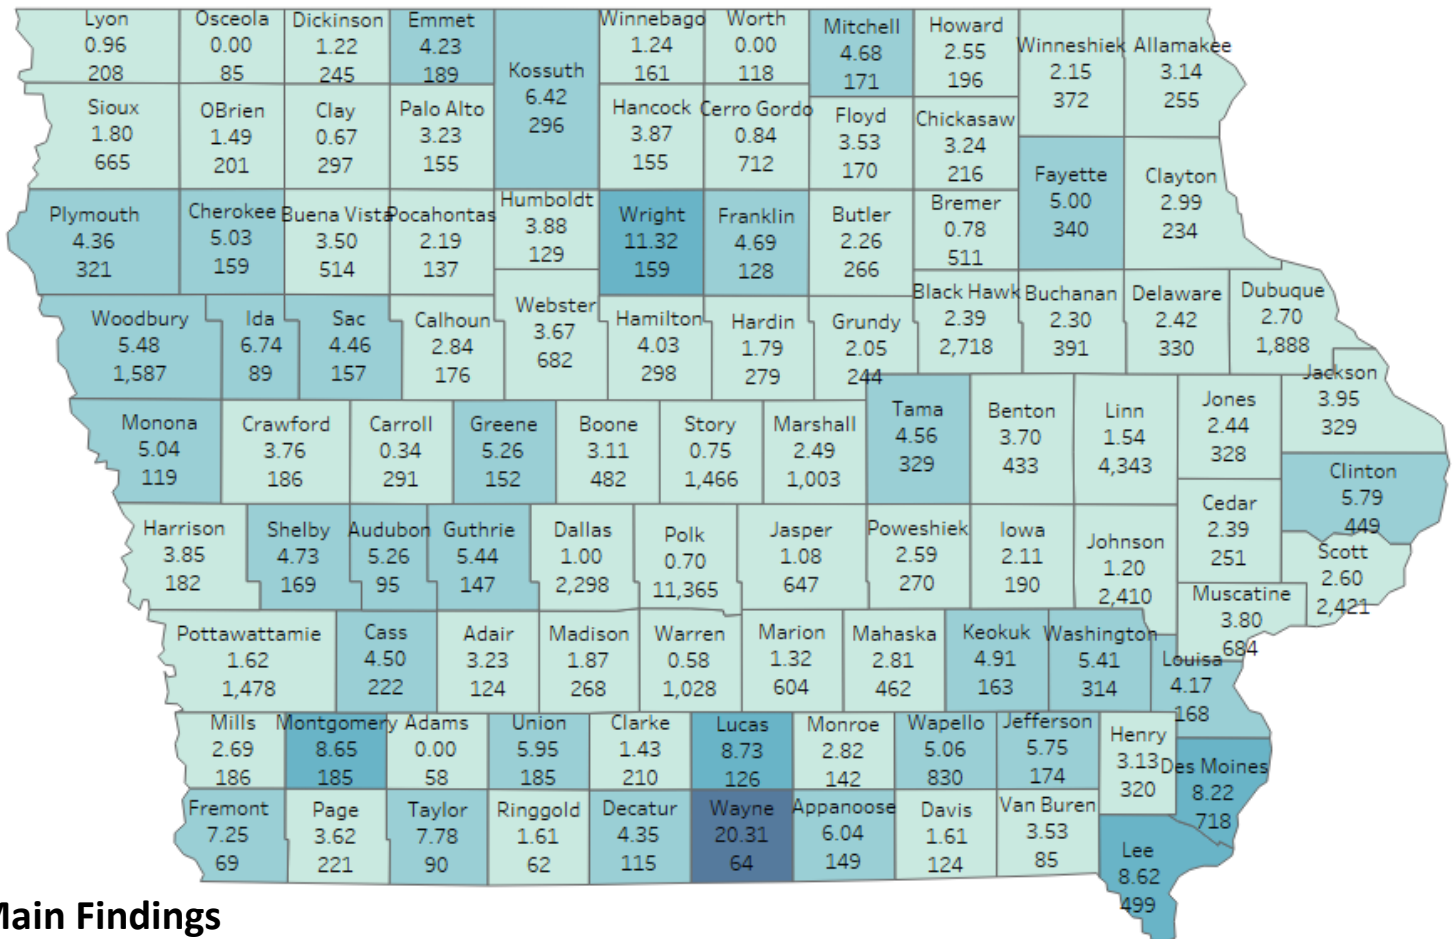 Lyon
0.96
208
Osceola
0.00
85
Dickinson
1.22
245
Emmet
4.23
189
Kossuth
6.42
296
Winnebago
1.24
161
Worth
0.00
118
Mitchell
4.68
171
Howard
2.55
196
Winneshiek
2.15
372
Allamakee
3.14
255
Sioux
1.80
665
OBrien
1.49
201
Clay
0.67
297
Palo Alto
3.23
155
Hancock
3.87
155
Cerro Gordo
0.84
712
Floyd
3.53
170
Chickasaw
3.24
216
Fayette
5.00
340
Clayton
2.99
234
Plymouth
4.36
321
Cherokee
5.03
159
Buena Vista
3.50
514
Pocahontas
2.19
137
Humboldt
3.88
129
Wright
11.32
159
Franklin
4.69
128
Butler
2.26
266
Bremer
0.78
511
Woodbury
5.48
1,587
Ida
6.74
89
Sac
4.46
157
Calhoun
2.84
176
Webster
3.67
682
Hamilton
4.03
298
Hardin
1.79
279
Grundy
2.05
244
Black Hawk
2.39
2,718
Buchanan
2.30
391
Delaware
2.42
330
Dubuque
2.70
1,888
Monona
5.04
119
Crawford
3.76
186
Carroll
0.34
291
Greene
5.26
152
Boone
3.11
482
Story
0.75
1,466
Marshall
2.49
1,003
Tama
4.56
329
Benton
3.70
433
Linn
1.54
4,343
Jones
2.44
328
Jackson
3.95
329
Clinton
5.79
449
Harrison
3.85
182
Shelby
4.73
169
Audubon
5.26
95
Guthrie
5.44
147
Dallas
1.00
2,298
Polk
0.70
11,365
Jasper
1.08
647
Poweshiek
2.59
270
Iowa
2.11
190
Johnson
1.20
2,410
Cedar
2.39
251
Scott
2.60
2,421
Muscatine
3.80
684
Pottawattamie
1.62
1,478
Cass
4.50
222
Adair
3.23
124
Madison
1.87
268
Warren
0.58
1,028
Marion
1.32
604
Mahaska
2.81
462
Keokuk
4.91
163
Washington
5.41
314
Louisa
4.17
168
Mills
2.69
186
Montgomery
8.65
185
Adams
0.00
58
Union
5.95
185
Clarke
1.43
210
Lucas
8.73
126
Monroe
2.82
142
Wapello
5.06
830
Jefferson
5.75
174
Henry
3.13
320
Des Moines
8.22
718
Fremont
7.25
69
Page
3.62
221
Taylor
7.78
90
Ringgold
1.61
62
Decatur
4.35
115
Wayne
20.31
64
Appanoose
6.04
149
Davis
1.61
124
Van Buren
3.53
85
Lee
8.62
499
Main Findings